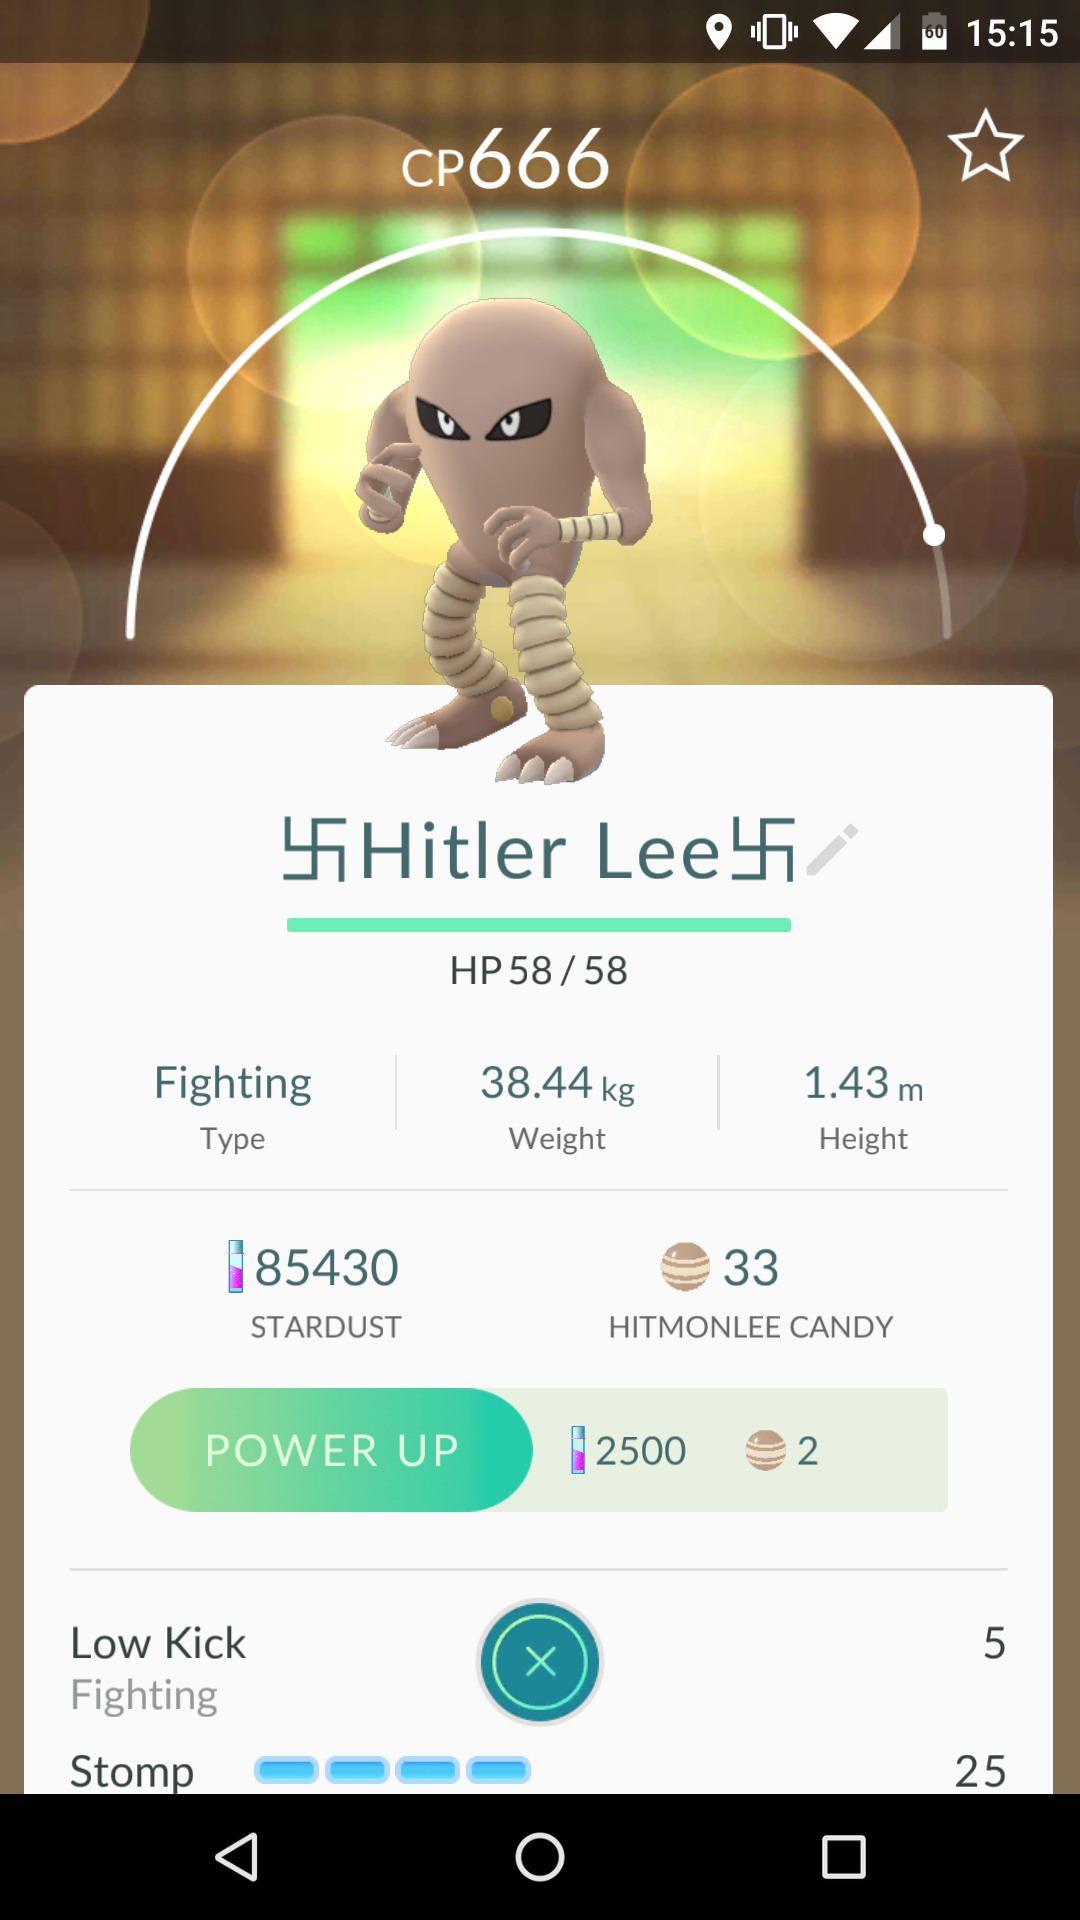 60 15:15
CP666
卐Hitler Lee卐
HP 58 / 58
Fighting 38.44 kg 1.43 m
Type Weight Height
85430 33
STARDUST HITMONLEE CANDY
POWER UP 2500 2
Low Kick 5
Fighting
Stomp 25